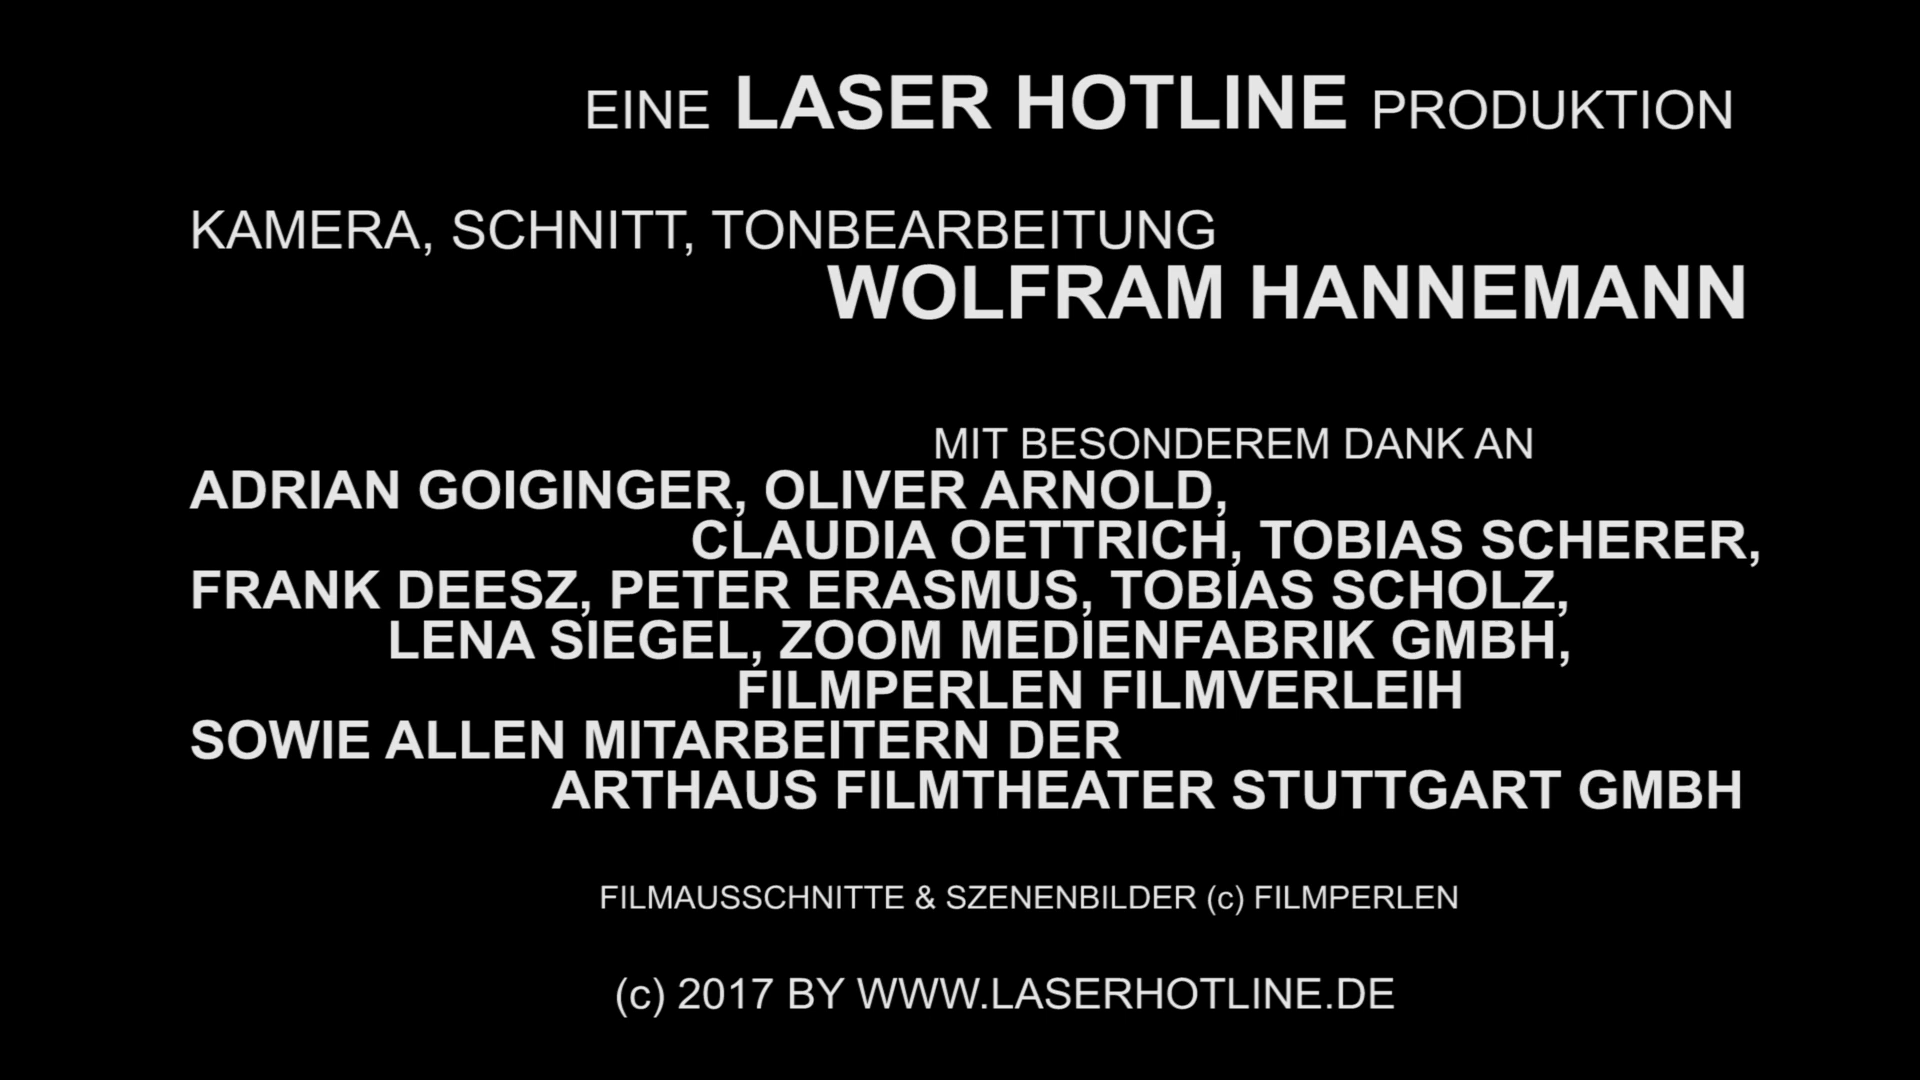 EINE LASER HOTLINE PRODUKTION
KAMERA, SCHNITT, TONBEARBEITUNG
WOLFRAM HANNEMANN
MIT BESONDEREM DANK AN
ADRIAN GOIGINGER, OLIVER ARNOLD,
CLAUDIA OETTRICH, TOBIAS SCHERER,
FRANK DEESZ, PETER ERASMUS, TOBIAS SCHOLZ,
LENA SIEGEL, ZOOM MEDIENFABRIK GMBH,
FILMPERLEN FILMVERLEIH
SOWIE ALLEN MITARBEITERN DER
ARTHAUS FILMTHEATER STUTTGART GMBH
FILMAUSSCHNITTE & SZENENBILDER (c) FILMPERLEN
(c) 2017 BY WWW.LASERHOTLINE.DE